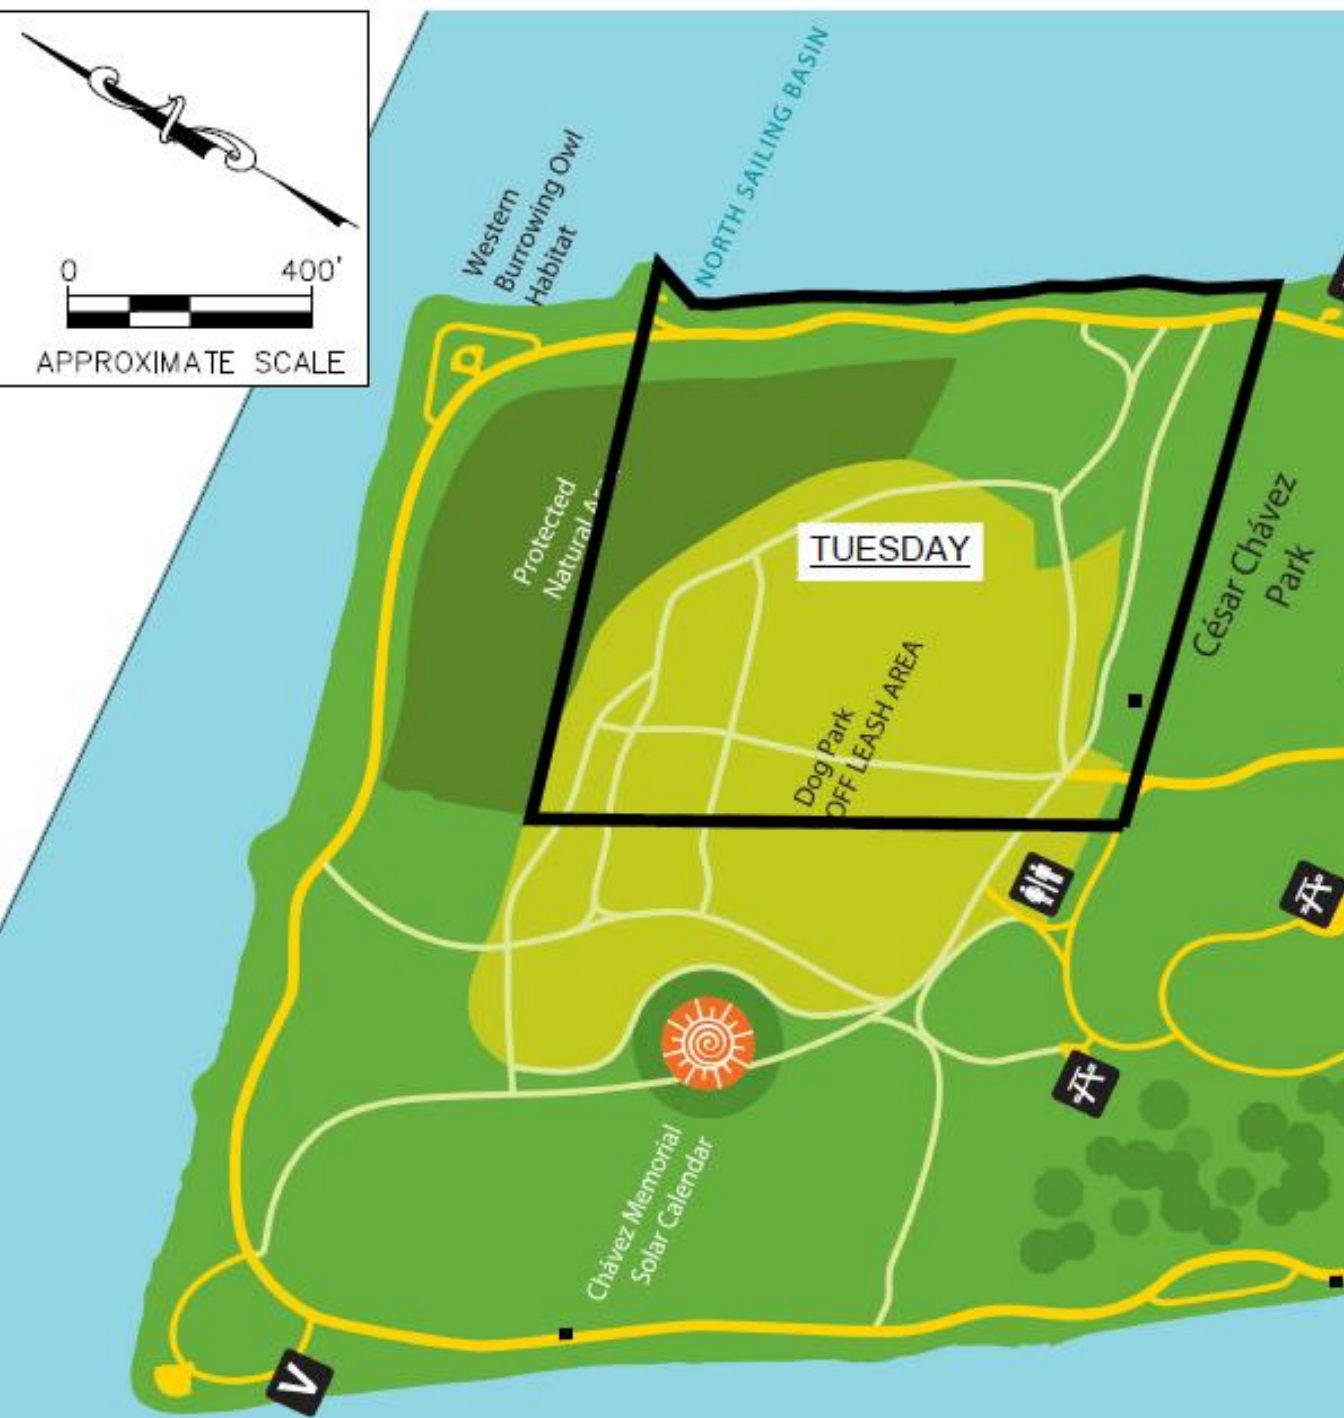 0 400'
APPROXIMATE SCALE
Western
Burrowing Owl
Habitat
NORTH SAILING BASIN
Protected
Natural
TUESDAY
Dog Park
OFF LEASH AREA
César Chávez
Park
Chávez Memorial
Solar Calendar
V